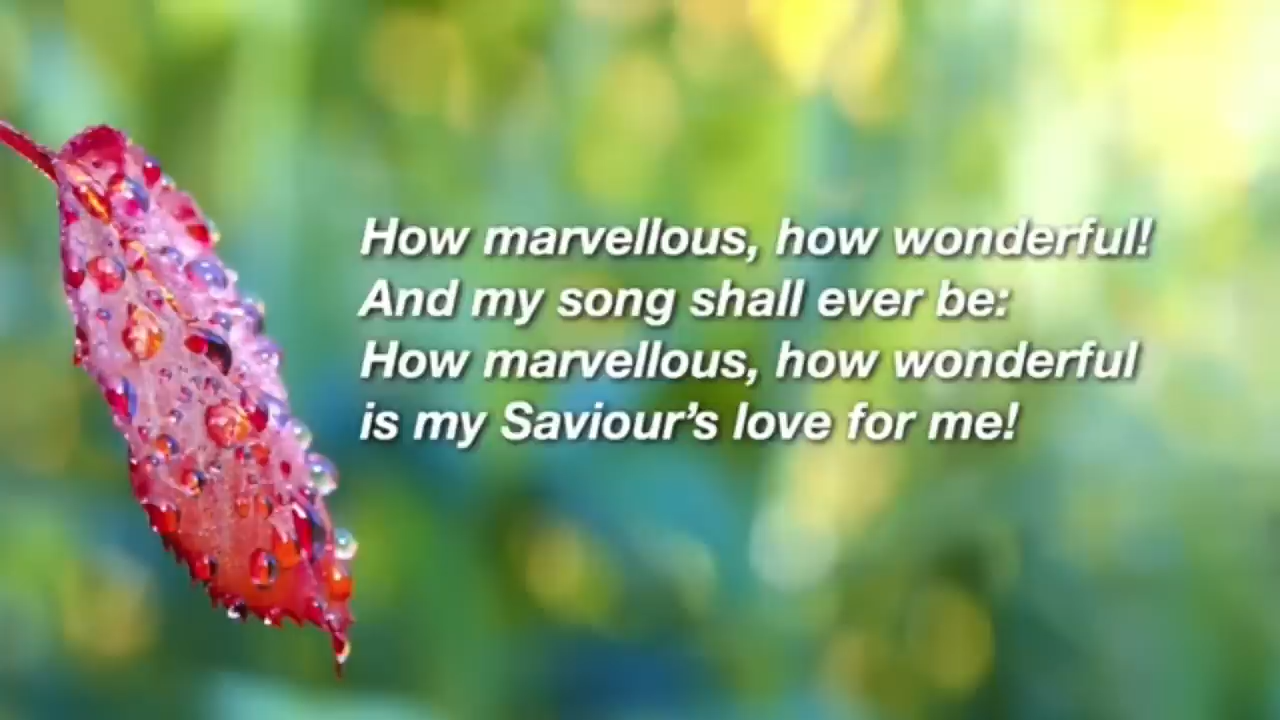 How marvellous, how wonderful!
And my song shall ever be:
How marvellous, how wonderful
is my Saviour’s love for me!